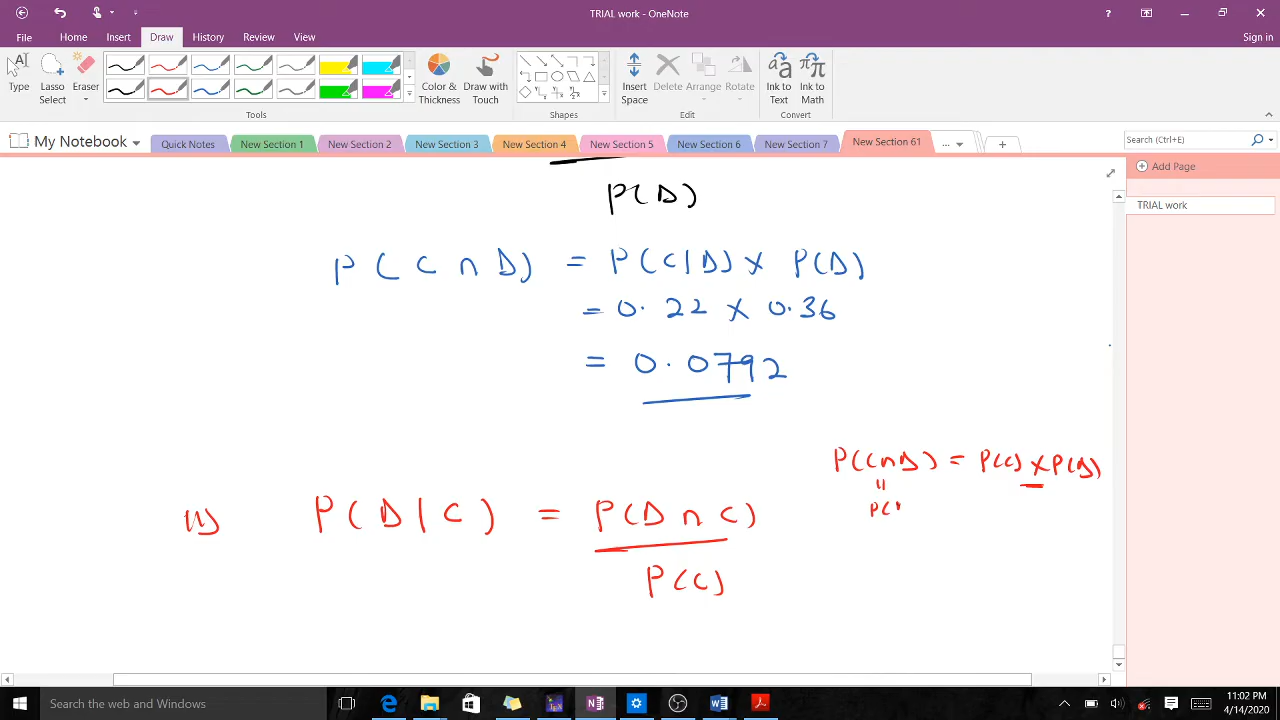 TRIAL work - OneNote
File Home Insert Draw History Review View
Sign in
Type
Lasso Select
Eraser
Color & Thickness
Draw with Touch
Insert Space
Delete Arrange Rotate
Ink to Text
Ink to Math
Tools Shapes Edit Convert
My Notebook Quick Notes New Section 1 New Section 2 New Section 3 New Section 4 New Section 5 New Section 6 New Section 7 New Section 61 ...
Search (Ctrl+E)
Add Page
TRIAL work
P(D)
P(C ∩ D) = P(C|D) × P(D)
= 0.22 × 0.36
= 0.0792
P(C∩D) = P(C) × P(D)
P(
P(D|C) = P(D ∩ C)
P(C)
Search the web and Windows
11:02 PM
4/14/2020